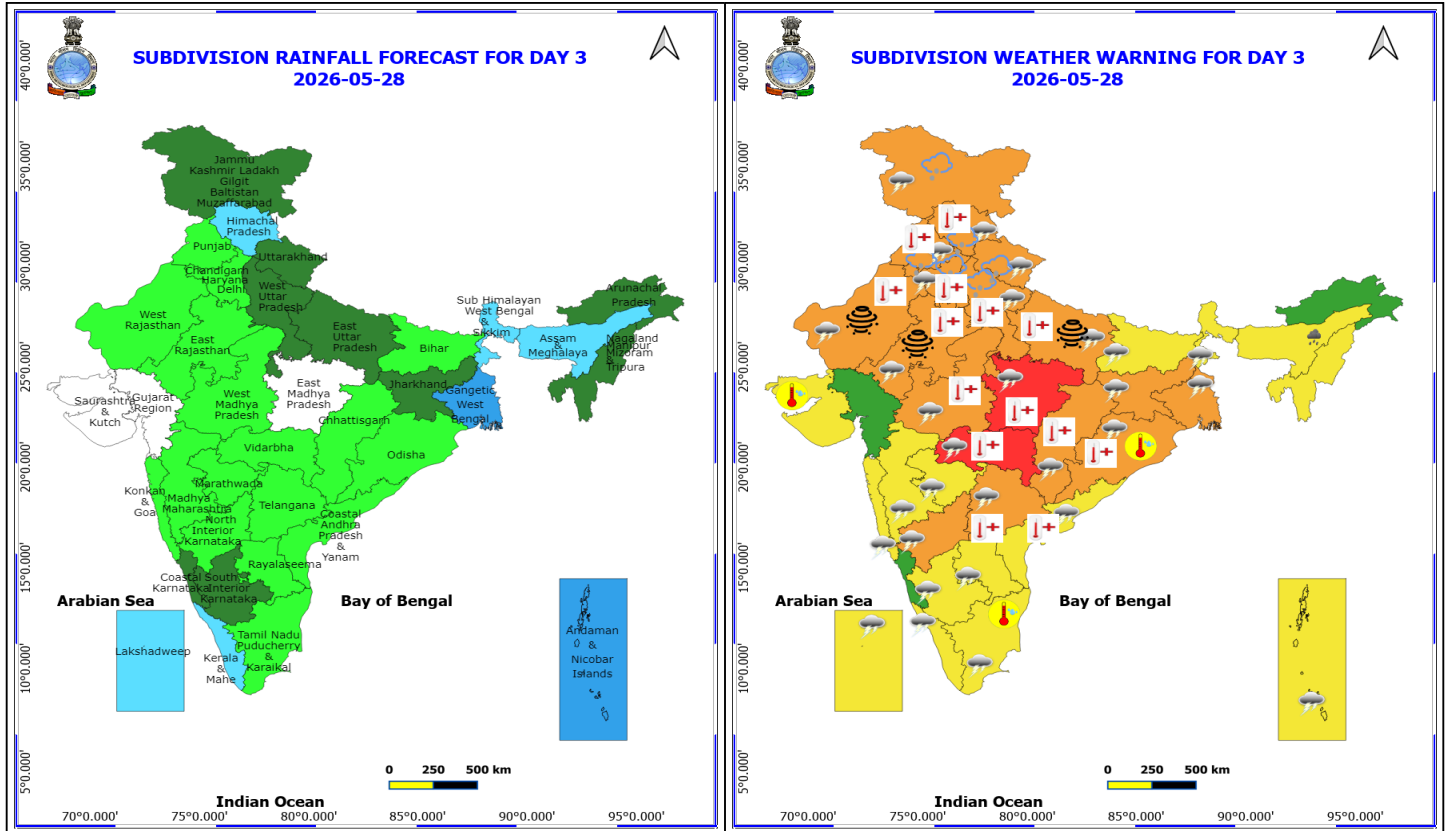 SUBDIVISION RAINFALL FORECAST FOR DAY 3
2026-05-28
40°0.000'
35°0.000'
30°0.000'
25°0.000'
20°0.000'
15°0.000'
10°0.000'
5°0.000'
Jammu
Kashmir Ladakh
Gilgit
Baltistan
Muzaffarabad
Himachal
Pradesh
Punjab
Uttarakhand
Chandigarh
Haryana
Delhi
West
Uttar
Pradesh
West
Rajasthan
East
Rajasthan
East
Uttar
Pradesh
Sub Himalayan
West Bengal
&
Sikkim
Arunachal
Pradesh
Assam
&
Meghalaya
Nagaland
Manipur
Mizoram
&
Tripura
Bihar
Jharkhand
Gangetic
West
Bengal
Saurashtra
&
Kutch
Gujarat
Region
West
Madhya
Pradesh
East
Madhya
Pradesh
Chhattisgarh
Odisha
Vidarbha
Marathwada
Konkan
&
Goa
Madhya
Maharashtra
North
Interior
Karnataka
Telangana
Coastal
Andhra
Pradesh
&
Yanam
Rayalaseema
Coastal
Karnataka
South
Interior
Karnataka
Tamil Nadu
Puducherry
&
Karaikal
Kerala
&
Mahe
Lakshadweep
Andaman
&
Nicobar
Islands
Arabian Sea
Bay of Bengal
Indian Ocean
0 250 500 km
70°0.000' 75°0.000' 80°0.000' 85°0.000' 90°0.000' 95°0.000'
SUBDIVISION WEATHER WARNING FOR DAY 3
2026-05-28
40°0.000'
35°0.000'
30°0.000'
25°0.000'
20°0.000'
15°0.000'
10°0.000'
5°0.000'
Arabian Sea
Bay of Bengal
Indian Ocean
0 250 500 km
70°0.000' 75°0.000' 80°0.000' 85°0.000' 90°0.000' 95°0.000'